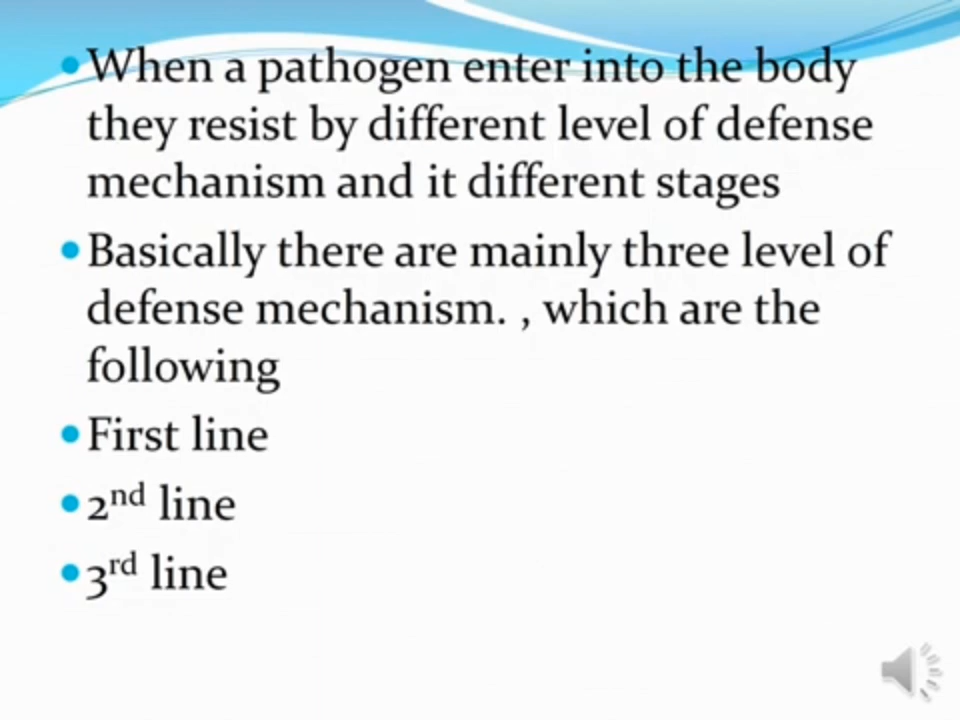 When a pathogen enter into the body
they resist by different level of defense
mechanism and it different stages
Basically there are mainly three level of
defense mechanism. , which are the
following
First line
2nd line
3rd line